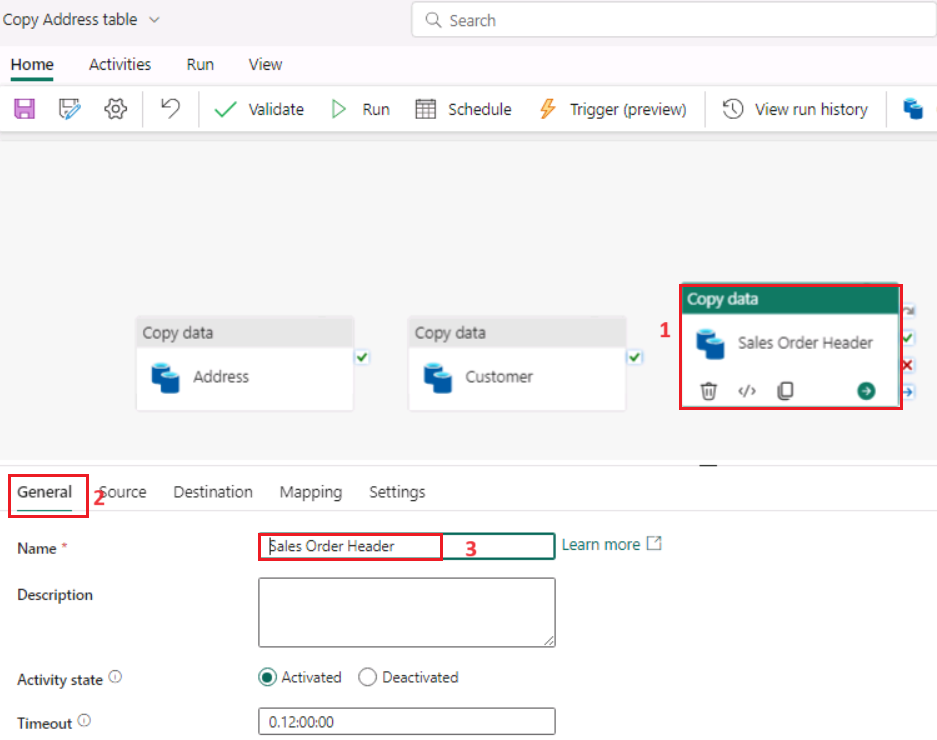 Copy Address table
Search
Home Activities Run View
Validate Run Schedule Trigger (preview) View run history
Copy data
1
Sales Order Header
</>
Copy data
Address
Copy data
Customer
General 2 Source Destination Mapping Settings
Name * Sales Order Header 3 Learn more
Description
Activity state Activated Deactivated
Timeout 0.12:00:00